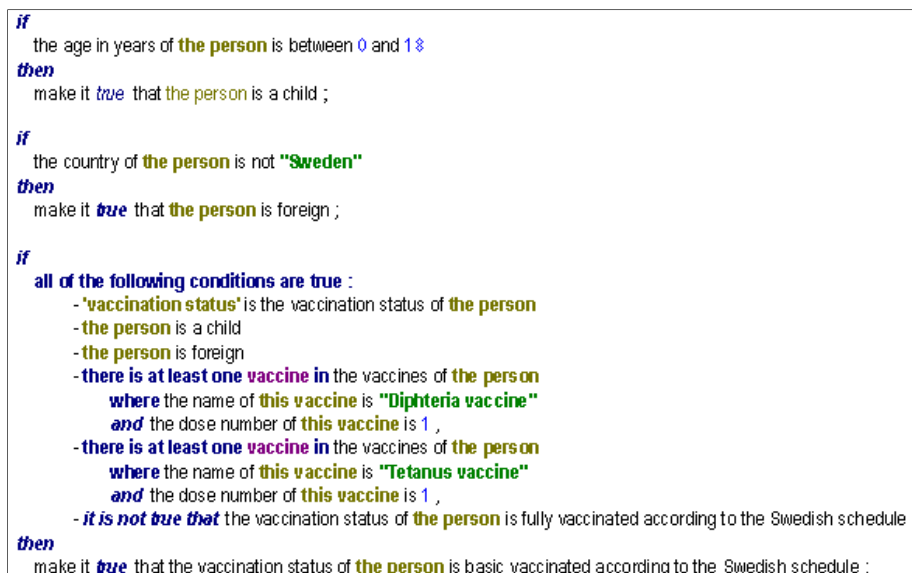 if
the age in years of the person is between 0 and 18
then
make it true that the person is a child ;
if
the country of the person is not "Sweden"
then
make it true that the person is foreign ;
if
all of the following conditions are true :
- 'vaccination status' is the vaccination status of the person
- the person is a child
- the person is foreign
- there is at least one vaccine in the vaccines of the person
where the name of this vaccine is "Diphteria vaccine"
and the dose number of this vaccine is 1 ,
- there is at least one vaccine in the vaccines of the person
where the name of this vaccine is "Tetanus vaccine"
and the dose number of this vaccine is 1 ,
- it is not true that the vaccination status of the person is fully vaccinated according to the Swedish schedule
then
make it true that the vaccination status of the person is basic vaccinated according to the Swedish schedule ;